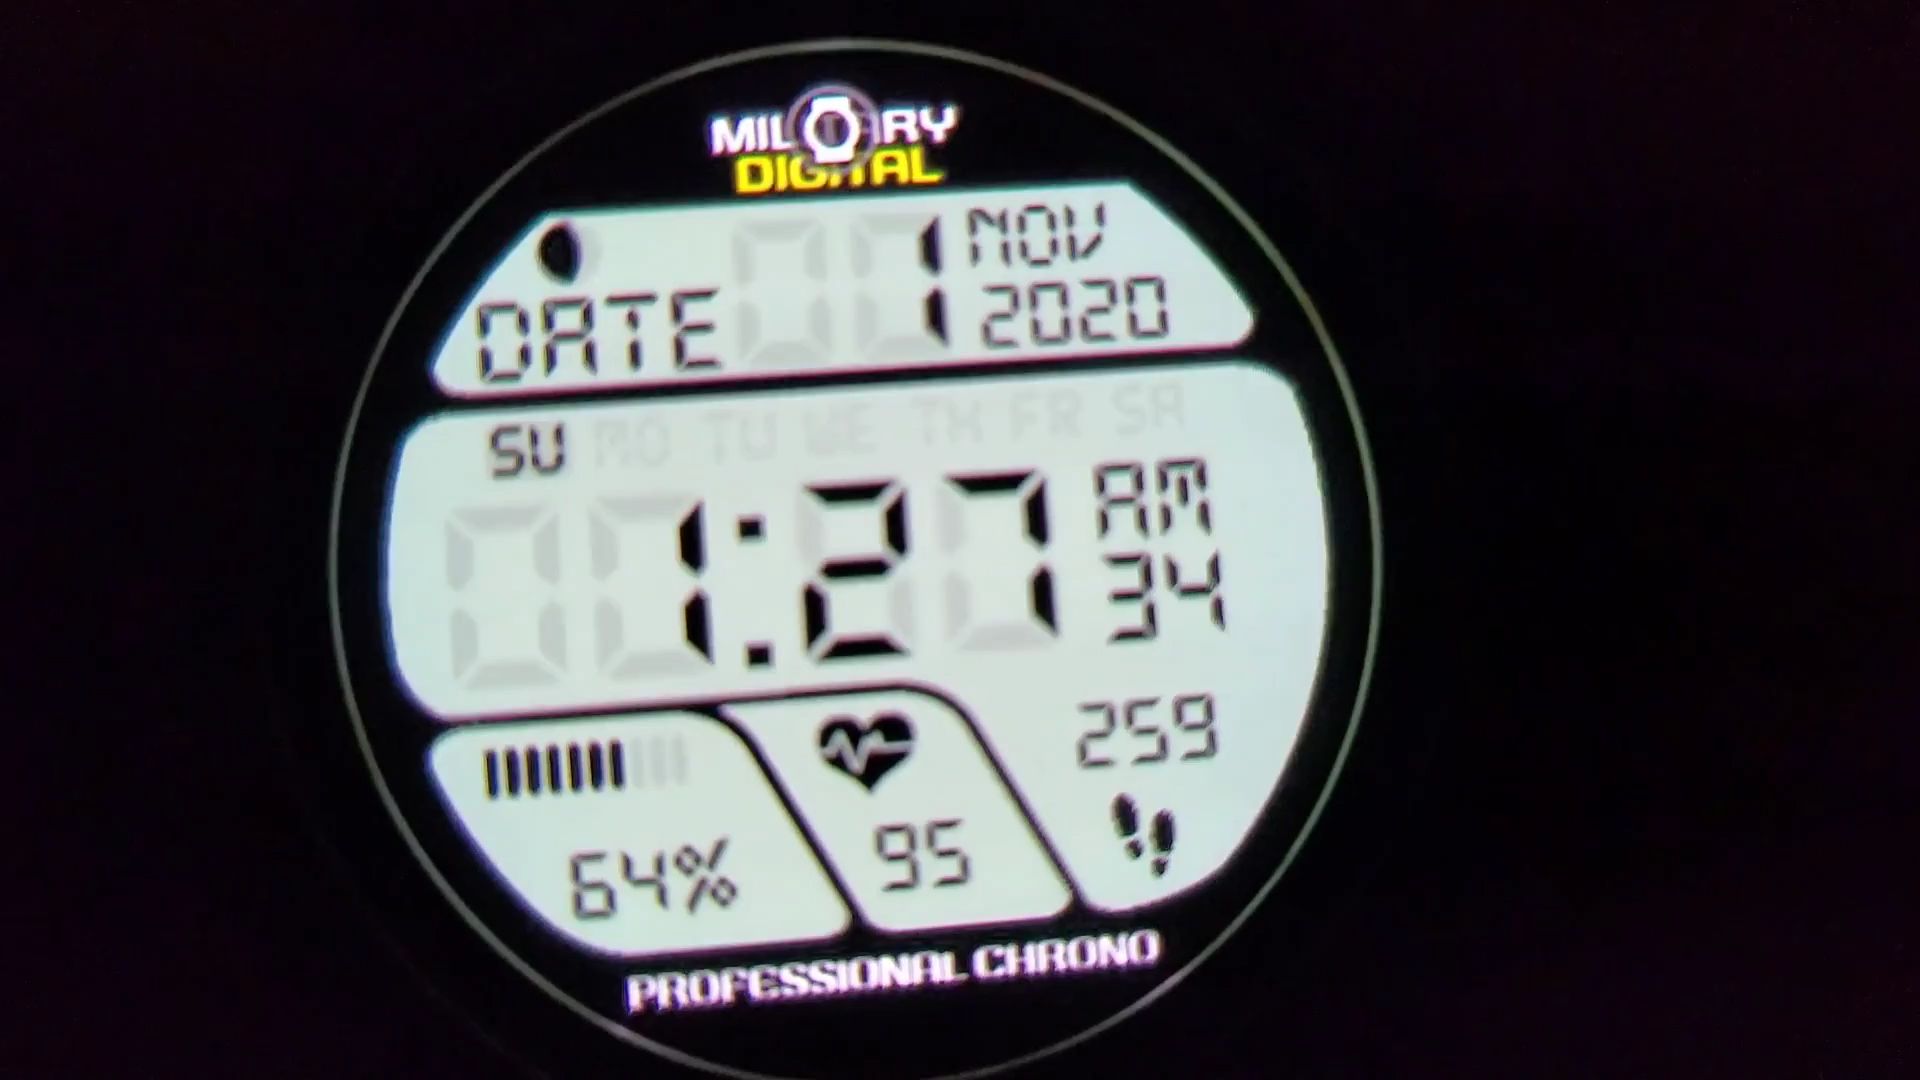 MILITARY
DIGITAL
DATE 1 NOV
2020
SU MO TU WE TH FR SA
1:27 AM
34
259
64%
95
PROFESSIONAL CHRONO